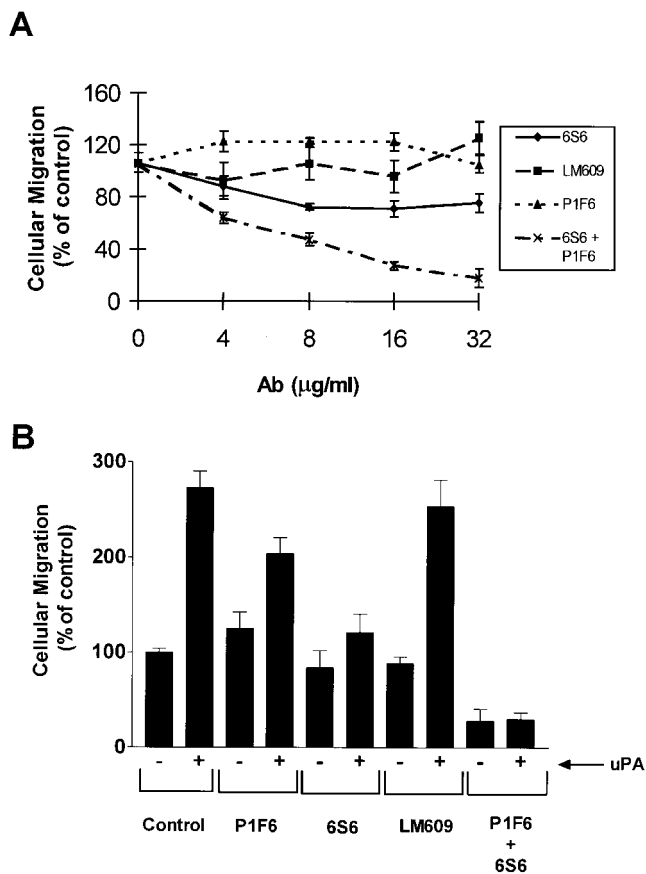 A
Cellular Migration
(% of control)
160
120
80
40
0
0 4 8 16 32
Ab (µg/ml)
6S6
LM609
P1F6
6S6 +
P1F6
B
Cellular Migration
(% of control)
300
200
100
0
- + - + - + - + - +
uPA
Control P1F6 6S6 LM609 P1F6
+
6S6